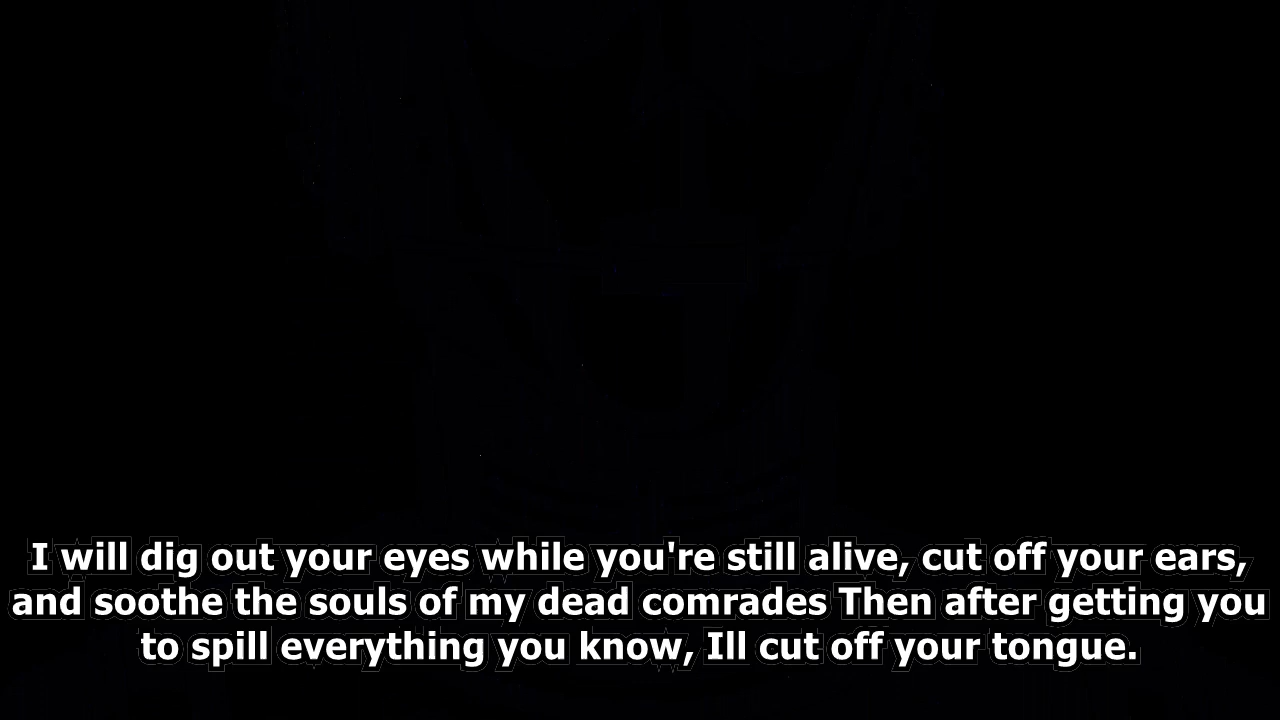 I will dig out your eyes while you're still alive, cut off your ears,
and soothe the souls of my dead comrades Then after getting you
to spill everything you know, Ill cut off your tongue.